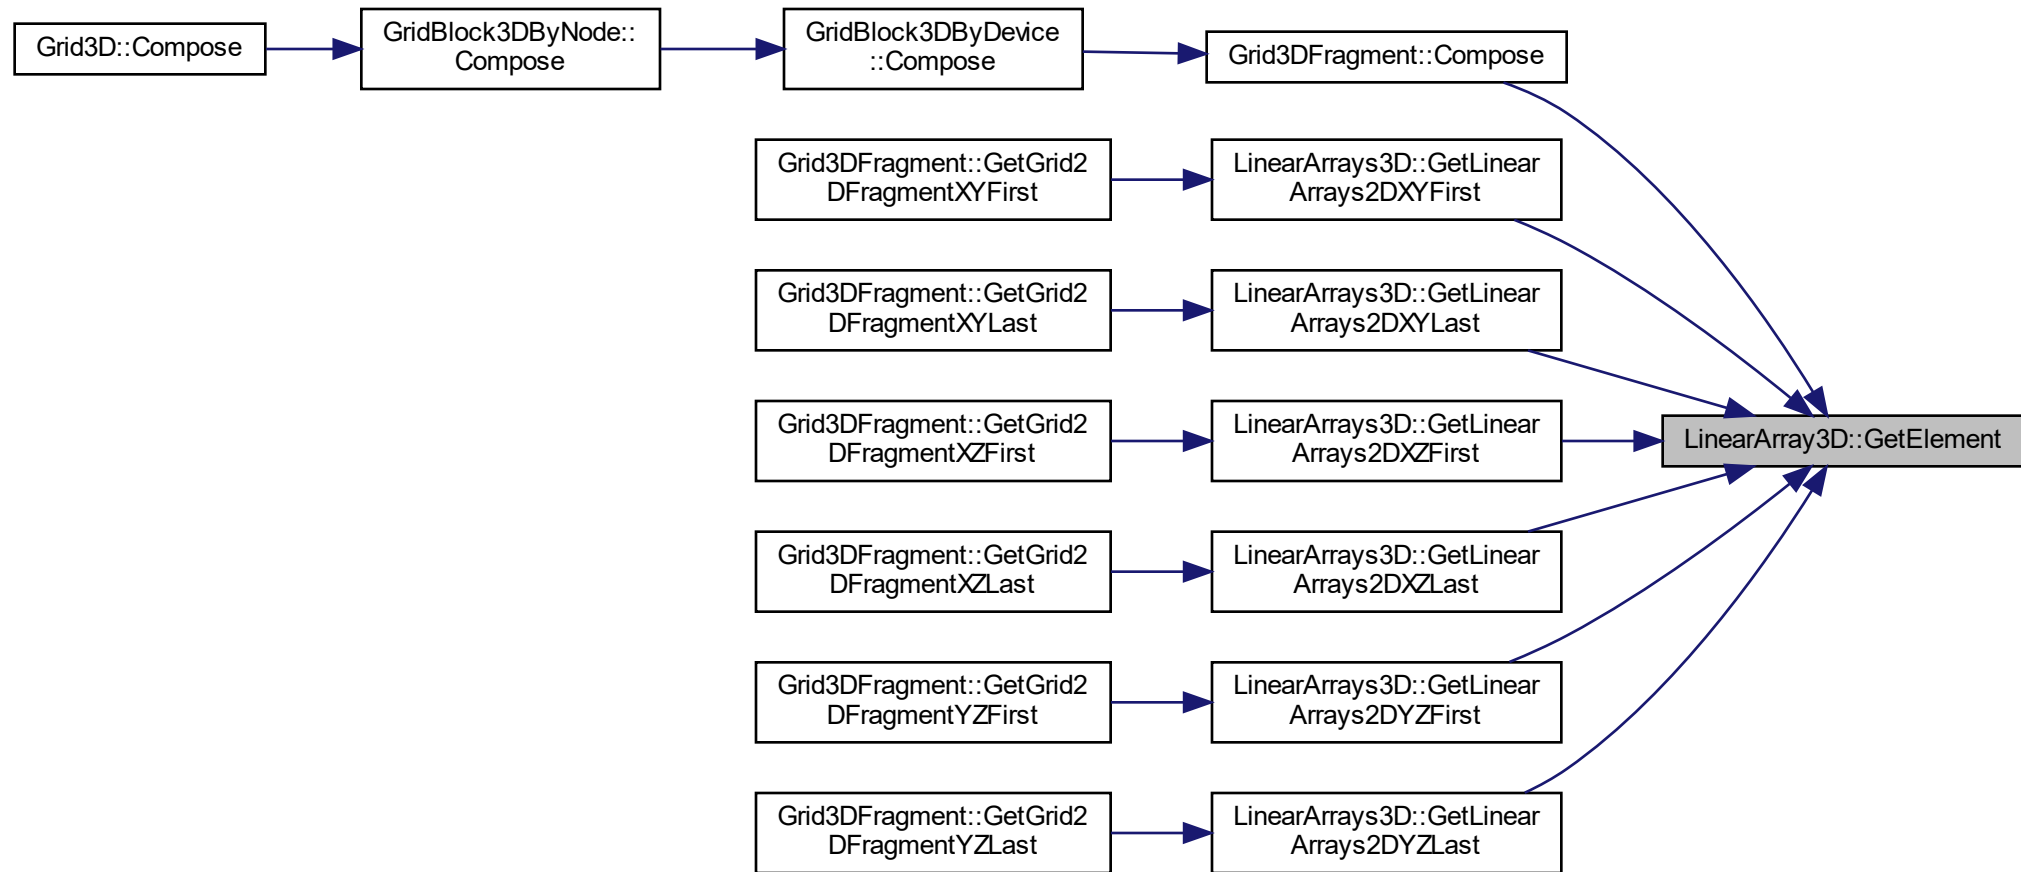 Grid3D::Compose
GridBlock3DByNode::
Compose
GridBlock3DByDevice
::Compose
Grid3DFragment::Compose
Grid3DFragment::GetGrid2
DFragmentXYFirst
LinearArrays3D::GetLinear
Arrays2DXYFirst
Grid3DFragment::GetGrid2
DFragmentXYLast
LinearArrays3D::GetLinear
Arrays2DXYLast
Grid3DFragment::GetGrid2
DFragmentXZFirst
LinearArrays3D::GetLinear
Arrays2DXZFirst
LinearArray3D::GetElement
Grid3DFragment::GetGrid2
DFragmentXZLast
LinearArrays3D::GetLinear
Arrays2DXZLast
Grid3DFragment::GetGrid2
DFragmentYZFirst
LinearArrays3D::GetLinear
Arrays2DYZFirst
Grid3DFragment::GetGrid2
DFragmentYZLast
LinearArrays3D::GetLinear
Arrays2DYZLast